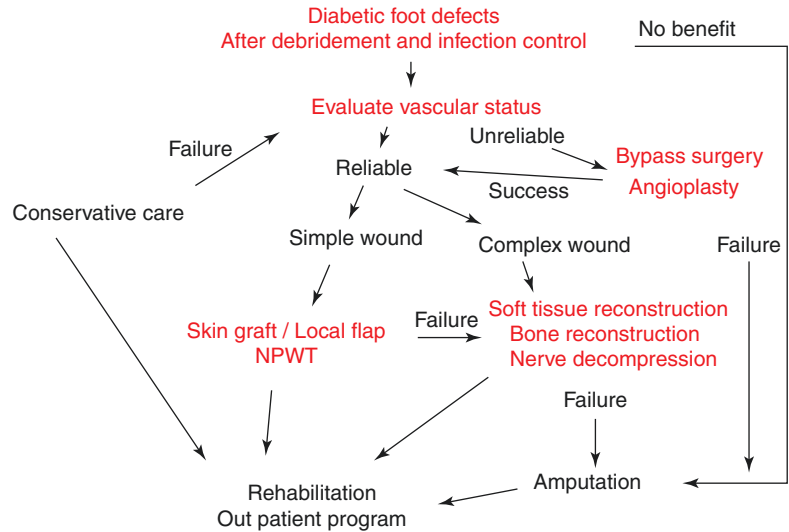 Diabetic foot defects
After debridement and infection control
No benefit
Evaluate vascular status
Failure
Unreliable
Reliable
Bypass surgery
Angioplasty
Success
Conservative care
Simple wound
Complex wound
Failure
Skin graft / Local flap
NPWT
Failure
Soft tissue reconstruction
Bone reconstruction
Nerve decompression
Failure
Amputation
Rehabilitation
Out patient program